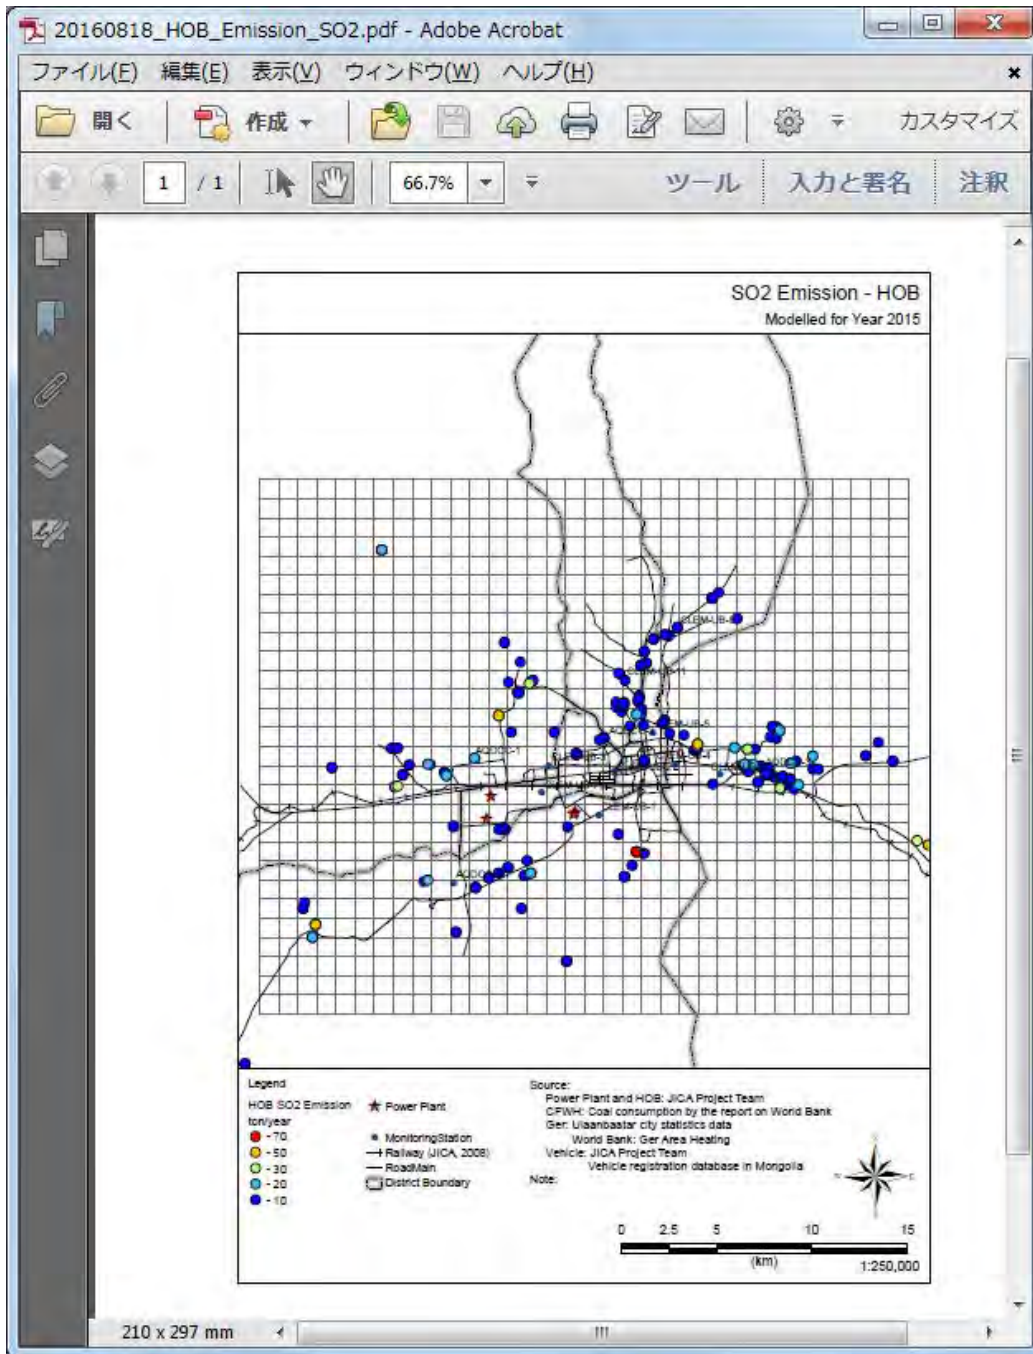 20160818_HOB_Emission_SO2.pdf - Adobe Acrobat
ファイル(F) 編集(E) 表示(V) ウィンドウ(W) ヘルプ(H)
開く 作成 カスタマイズ
1 / 1 66.7% ツール 入力と署名 注釈
SO2 Emission - HOB
Modelled for Year 2015
CLEM-UB-11
AQDCC-1
Legend
HOB SO2 Emission
ton/year
- 70
- 50
- 30
- 20
- 10
Power Plant
MonitoringStation
Railway (JICA, 2008)
RoadMain
District Boundary
Source:
Power Plant and HOB: JICA Project Team
CFWH: Coal consumption by the report on World Bank
Ger: Ulaanbaatar city statistics data
World Bank: Ger Area Heating
Vehicle: JICA Project Team
Vehicle registration database in Mongolia
Note:
0 2.5 5 10 15
(km)
1:250,000
210 x 297 mm